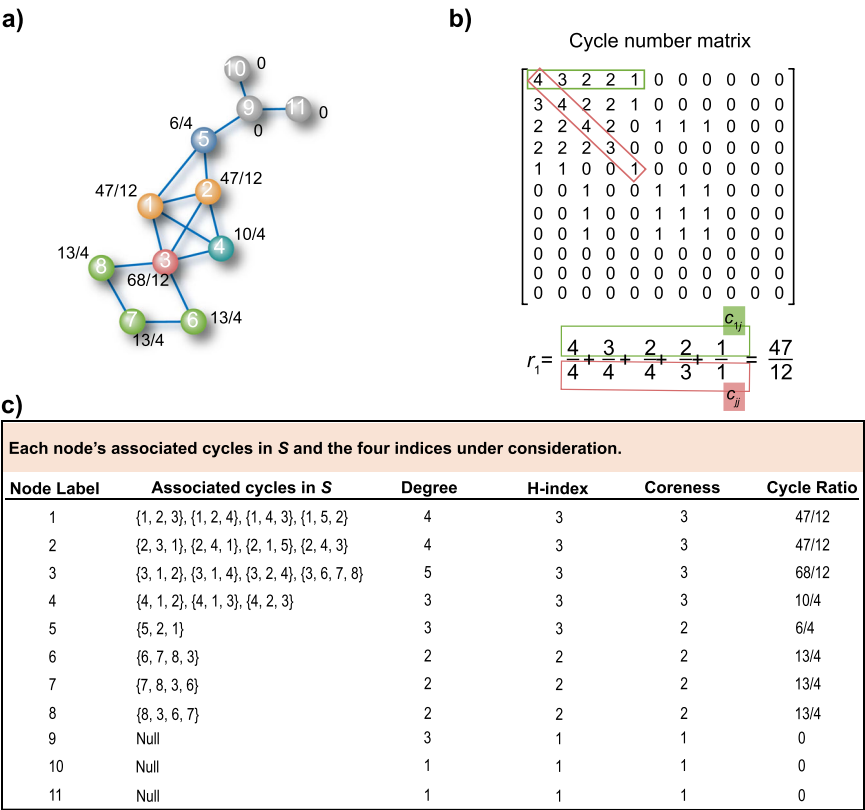 a)
10 0
9 11 0
0
6/4
5
47/12 1 2 47/12
4 10/4
13/4
8 3
68/12
7 6 13/4
13/4
b)
Cycle number matrix
4 3 2 2 1 0 0 0 0 0 0
3 4 2 2 1 0 0 0 0 0 0
2 2 4 2 0 1 1 1 0 0 0
2 2 2 3 0 0 0 0 0 0 0
1 1 0 0 1 0 0 0 0 0 0
0 0 1 0 0 1 1 1 0 0 0
0 0 1 0 0 1 1 1 0 0 0
0 0 1 0 0 1 1 1 0 0 0
0 0 0 0 0 0 0 0 0 0 0
0 0 0 0 0 0 0 0 0 0 0
0 0 0 0 0 0 0 0 0 0 0
c1j
r1= 4/4 + 3/4 + 2/4 + 2/3 + 1/1 = 47/12
cjj
c)
Each node’s associated cycles in S and the four indices under consideration.
Node Label Associated cycles in S Degree H-index Coreness Cycle Ratio
1 {1, 2, 3}, {1, 2, 4}, {1, 4, 3}, {1, 5, 2} 4 3 3 47/12
2 {2, 3, 1}, {2, 4, 1}, {2, 1, 5}, {2, 4, 3} 4 3 3 47/12
3 {3, 1, 2}, {3, 1, 4}, {3, 2, 4}, {3, 6, 7, 8} 5 3 3 68/12
4 {4, 1, 2}, {4, 1, 3}, {4, 2, 3} 3 3 3 10/4
5 {5, 2, 1} 3 3 2 6/4
6 {6, 7, 8, 3} 2 2 2 13/4
7 {7, 8, 3, 6} 2 2 2 13/4
8 {8, 3, 6, 7} 2 2 2 13/4
9 Null 3 1 1 0
10 Null 1 1 1 0
11 Null 1 1 1 0